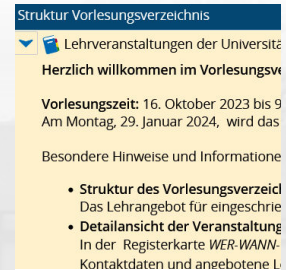 Struktur Vorlesungsverzeichnis
Lehrveranstaltungen der Universitä
Herzlich willkommen im Vorlesungsve
Vorlesungszeit: 16. Oktober 2023 bis 9
Am Montag, 29. Januar 2024, wird das
Besondere Hinweise und Informatione
• Struktur des Vorlesungsverzeich
Das Lehrangebot für eingeschrie
• Detailansicht der Veranstaltung
In der Registerkarte WER-WANN-
Kontaktdaten und angebotene L